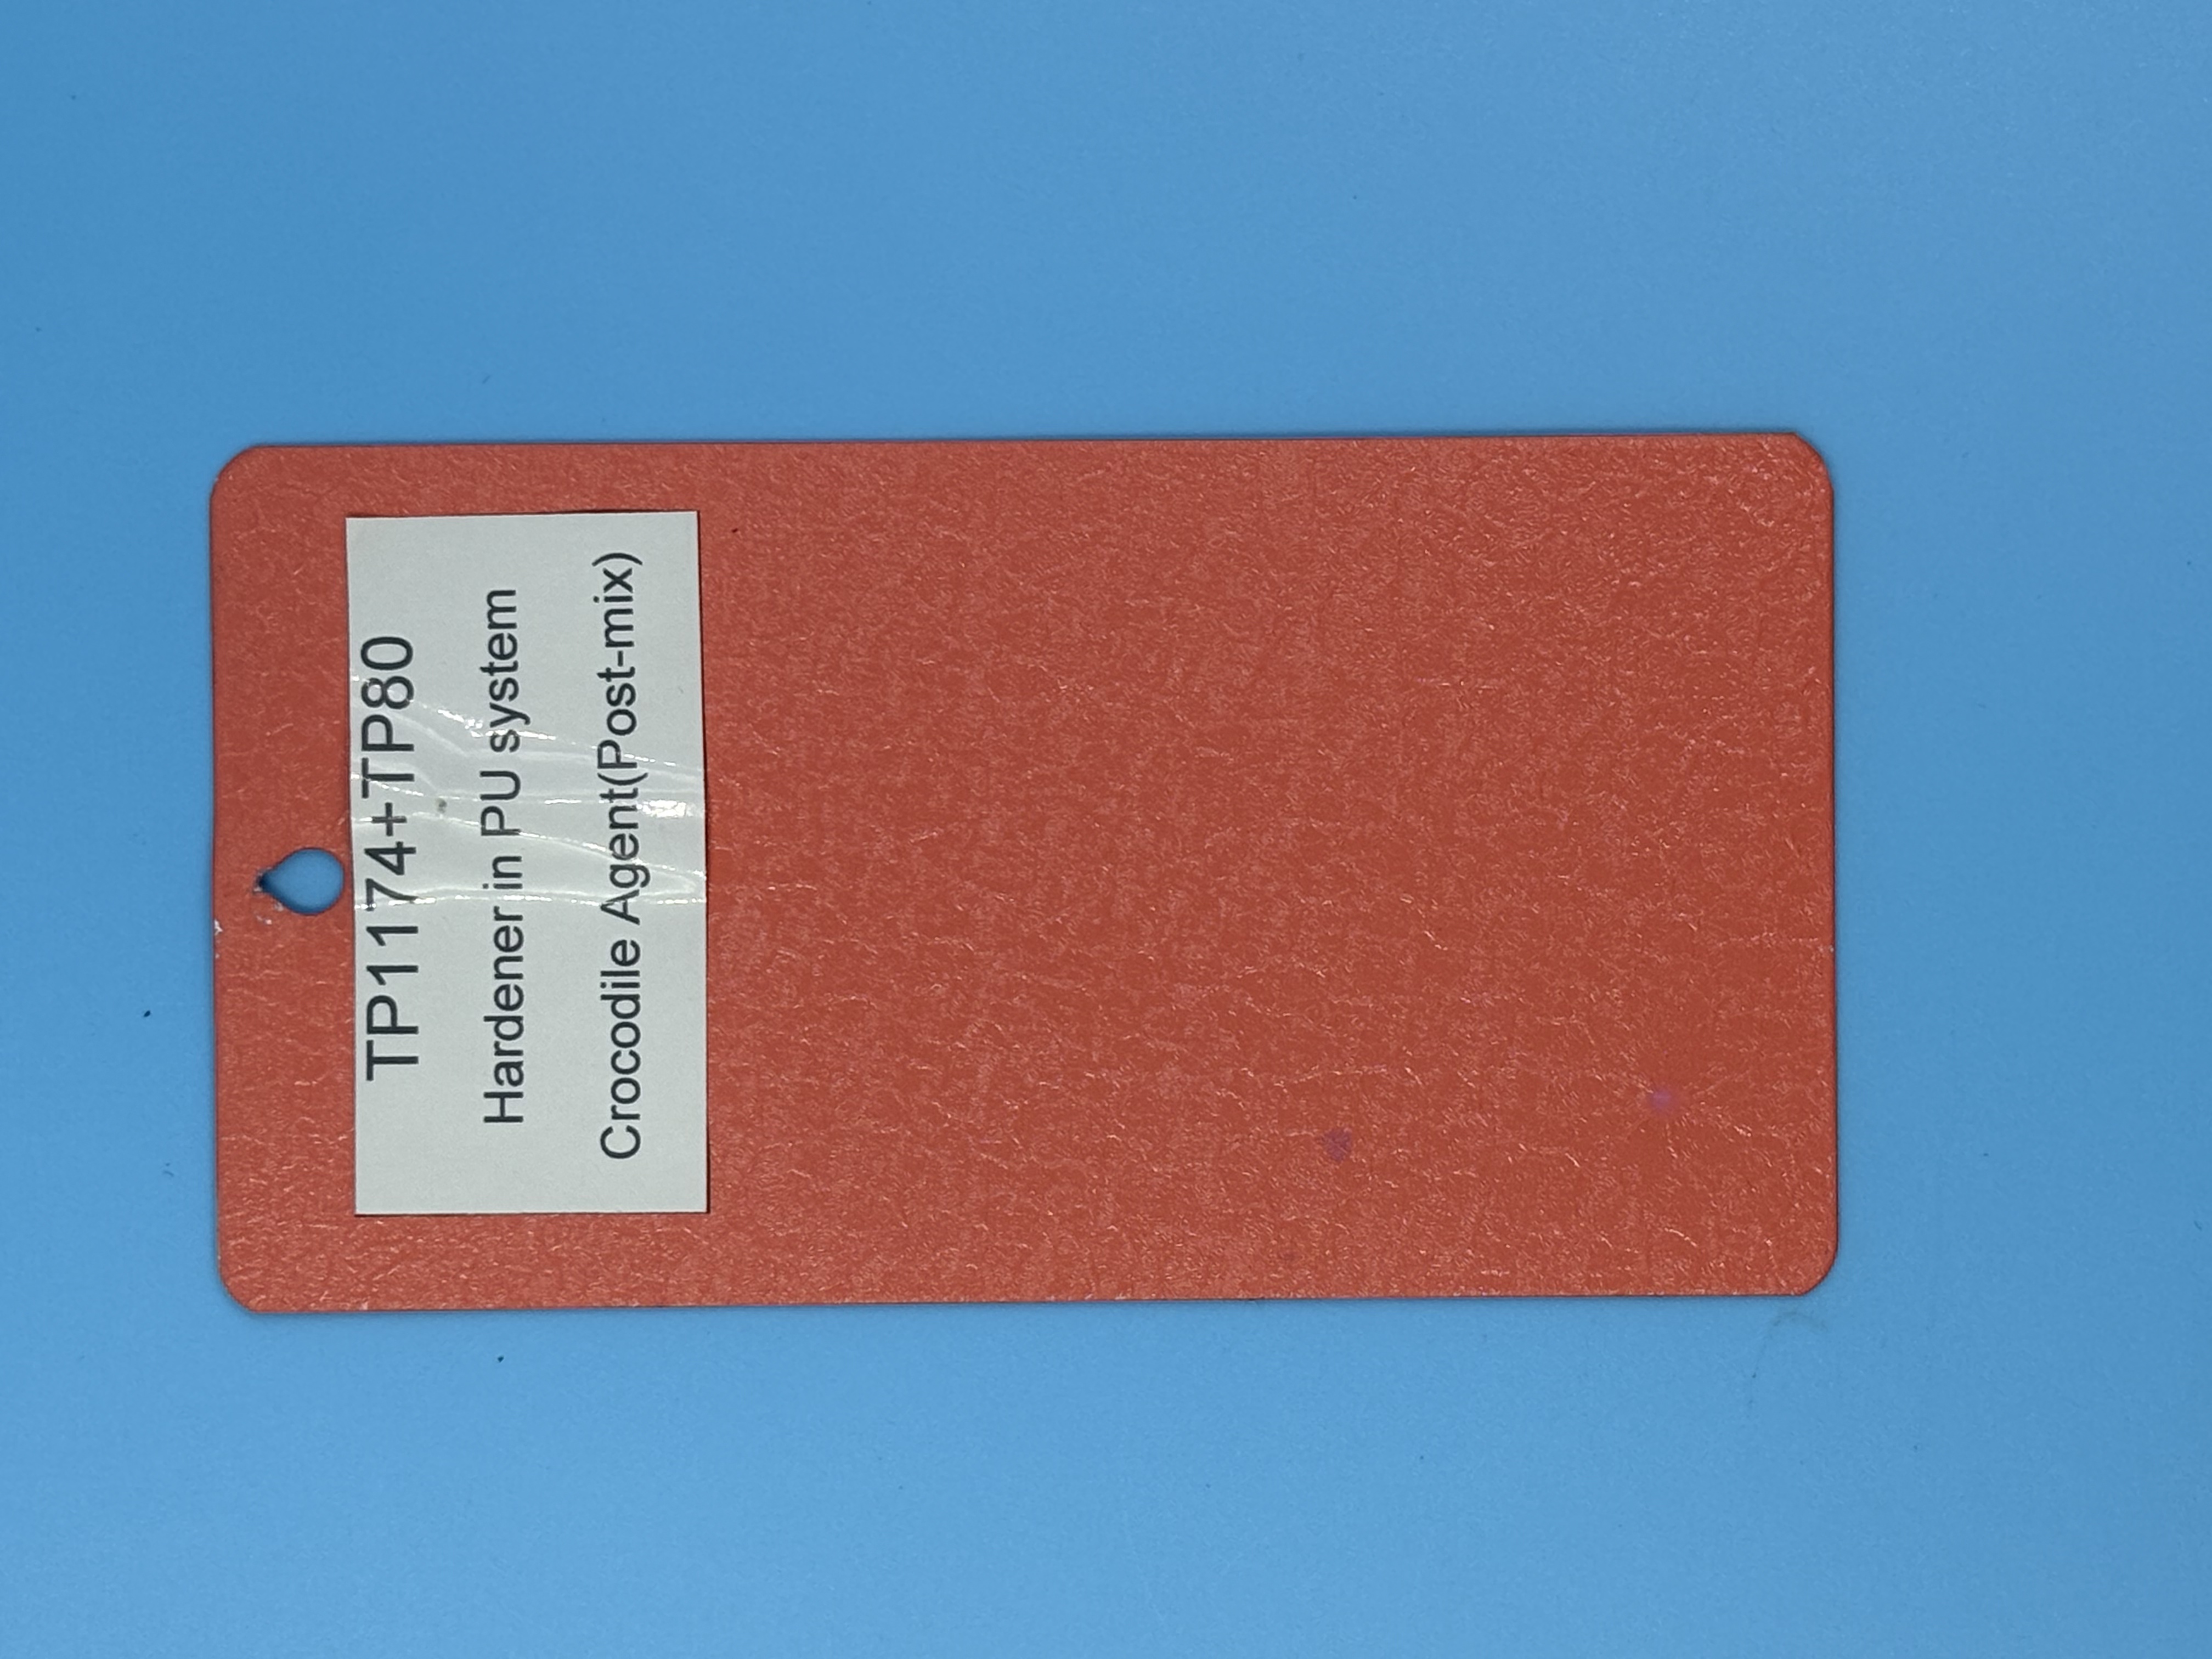 TP1174+TP80
Hardener in PU system
Crocodile Agent(Post-mix)